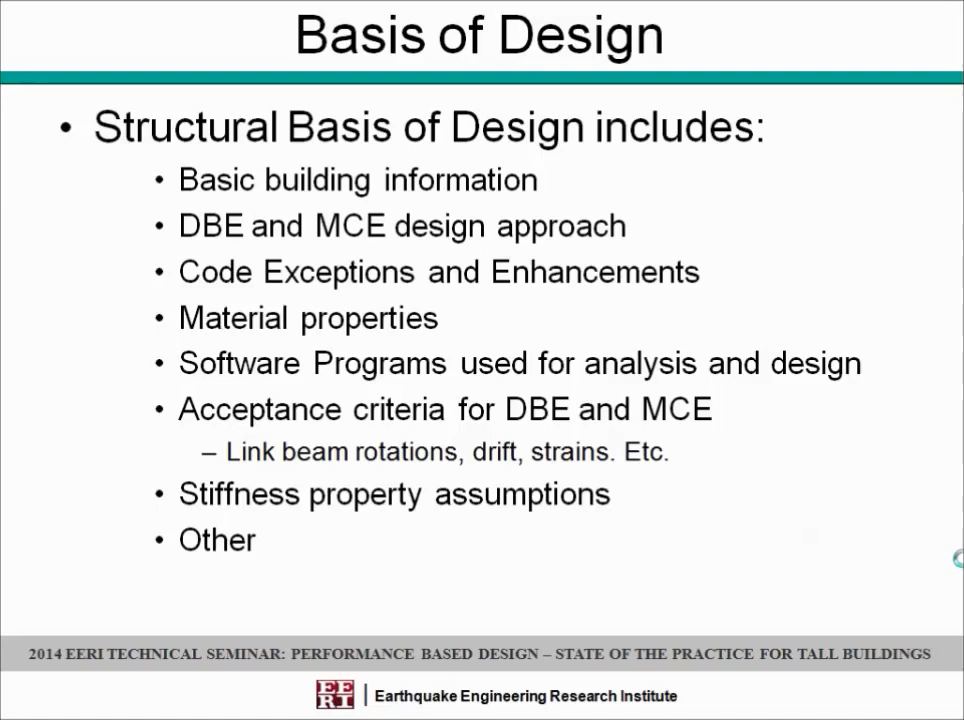 Basis of Design
• Structural Basis of Design includes:
• Basic building information
• DBE and MCE design approach
• Code Exceptions and Enhancements
• Material properties
• Software Programs used for analysis and design
• Acceptance criteria for DBE and MCE
– Link beam rotations, drift, strains. Etc.
• Stiffness property assumptions
• Other
2014 EERI TECHNICAL SEMINAR: PERFORMANCE BASED DESIGN – STATE OF THE PRACTICE FOR TALL BUILDINGS
EERI | Earthquake Engineering Research Institute